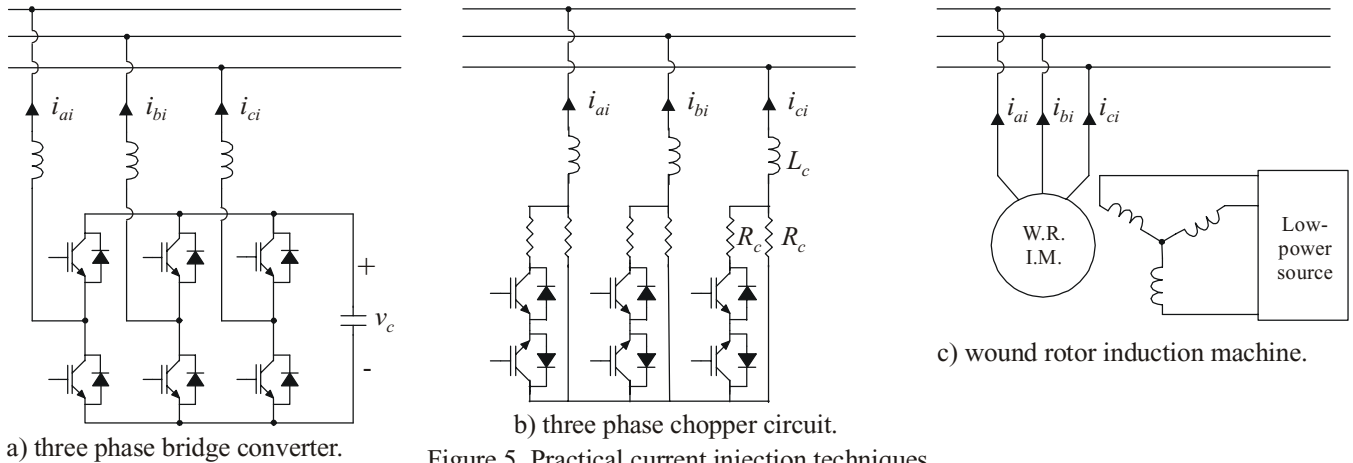 i_ai i_bi i_ci
+
v_c
-
a) three phase bridge converter.
i_ai i_bi i_ci
L_c
R_c R_c
b) three phase chopper circuit.
i_ai i_bi i_ci
W.R.
I.M.
Low-
power
source
c) wound rotor induction machine.
Figure 5. Practical current injection techniques